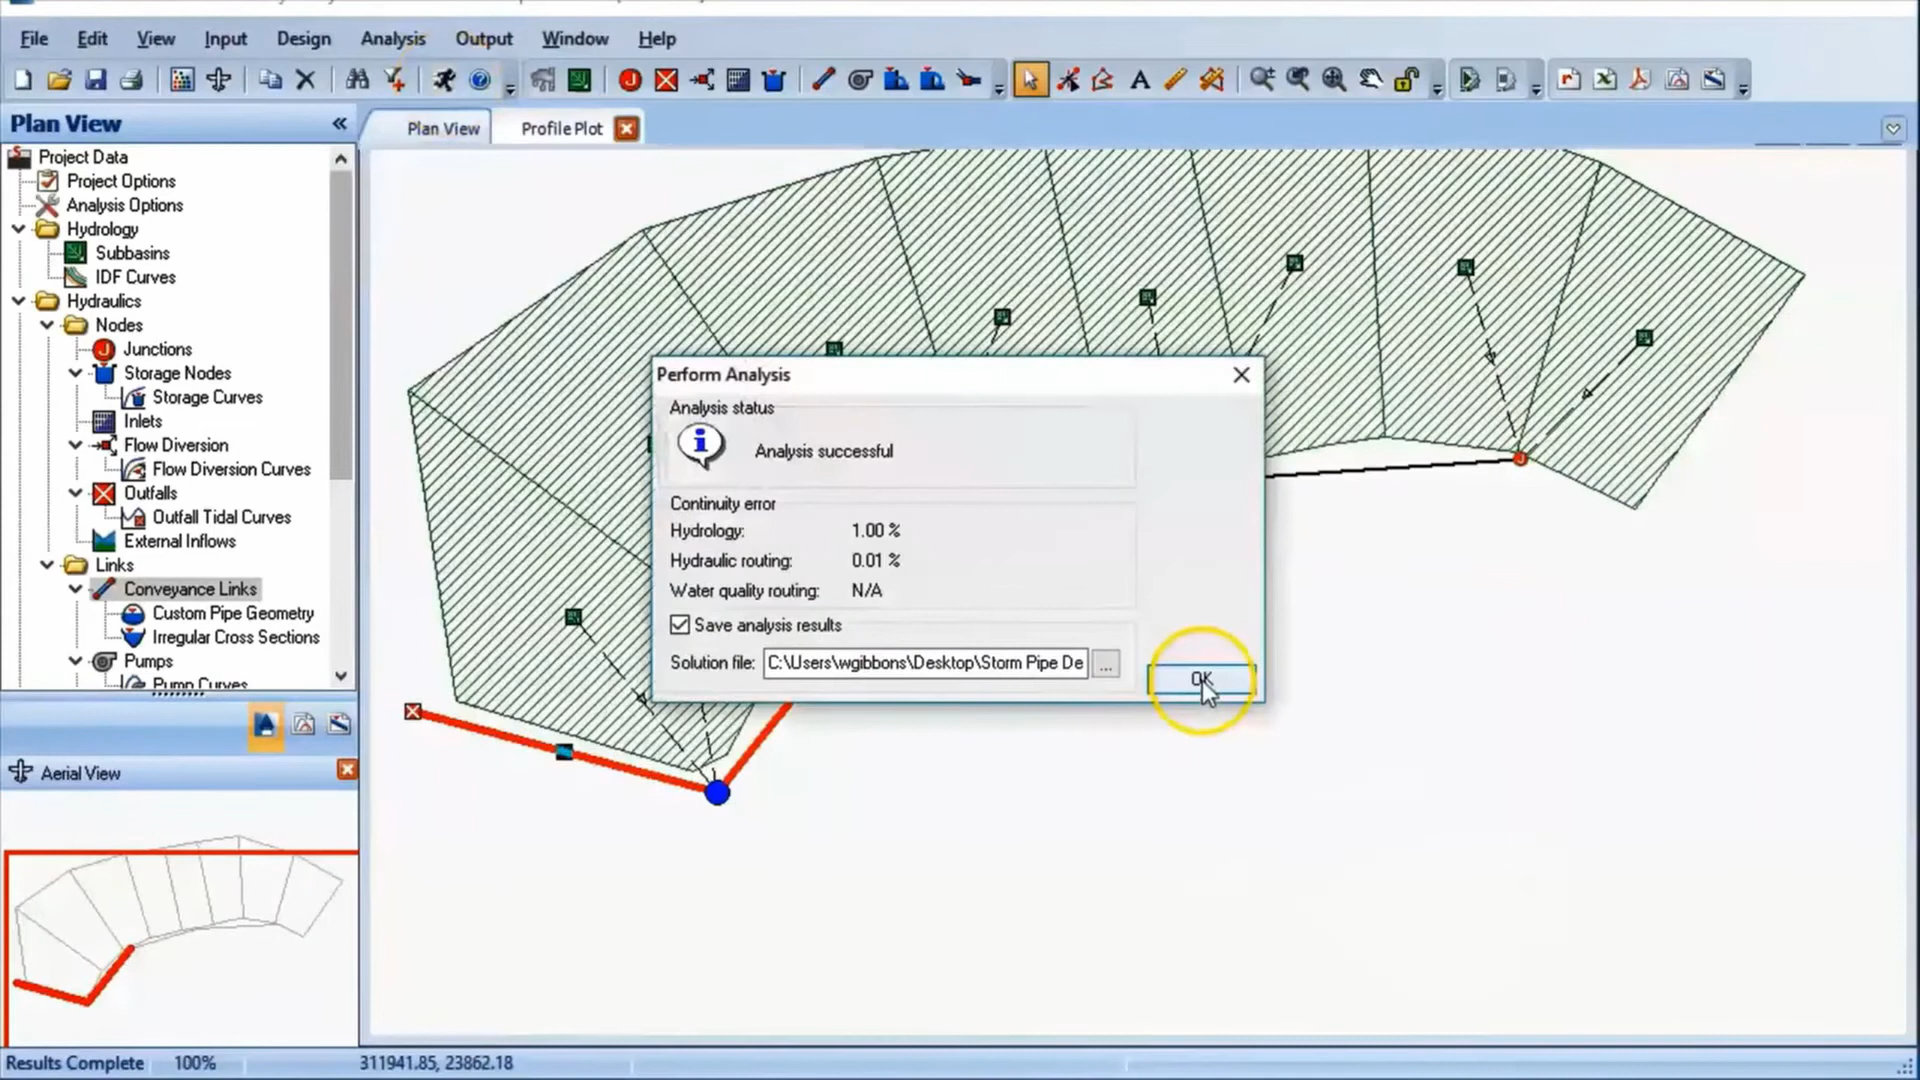 File Edit View Input Design Analysis Output Window Help
Plan View «
Plan View Profile Plot
Project Data
Project Options
Analysis Options
Hydrology
Subbasins
IDF Curves
Hydraulics
Nodes
Junctions
Storage Nodes
Storage Curves
Inlets
Flow Diversion
Flow Diversion Curves
Outfalls
Outfall Tidal Curves
External Inflows
Links
Conveyance Links
Custom Pipe Geometry
Irregular Cross Sections
Pumps
Pump Curves
Aerial View
Perform Analysis
Analysis status
Analysis successful
Continuity error
Hydrology: 1.00 %
Hydraulic routing: 0.01 %
Water quality routing: N/A
Save analysis results
Solution file: C:\Users\wgibbons\Desktop\Storm Pipe De ...
OK
Results Complete 100% 311941.85, 23862.18